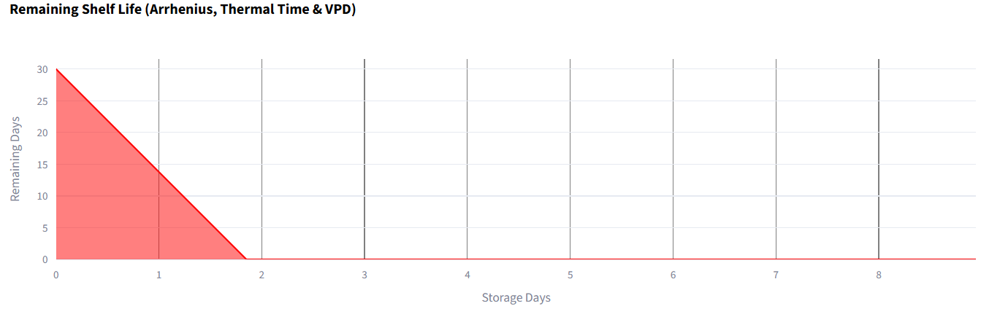 Remaining Shelf Life (Arrhenius, Thermal Time & VPD)
30
25
20
15
10
5
0
Remaining Days
0 1 2 3 4 5 6 7 8
Storage Days